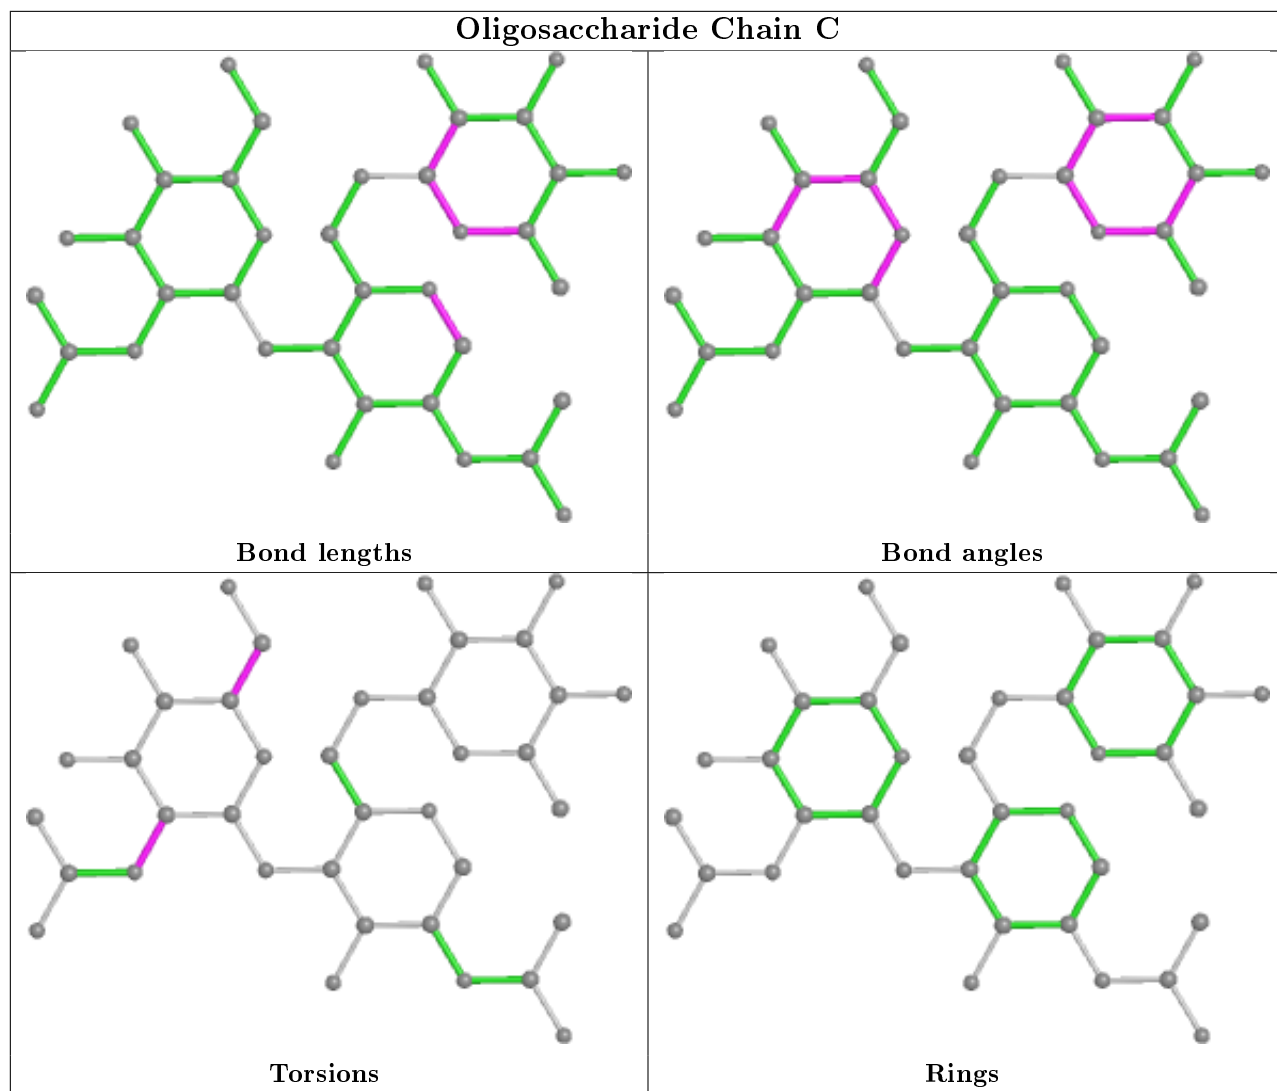 Oligosaccharide Chain C
Bond lengths
Bond angles
Torsions
Rings